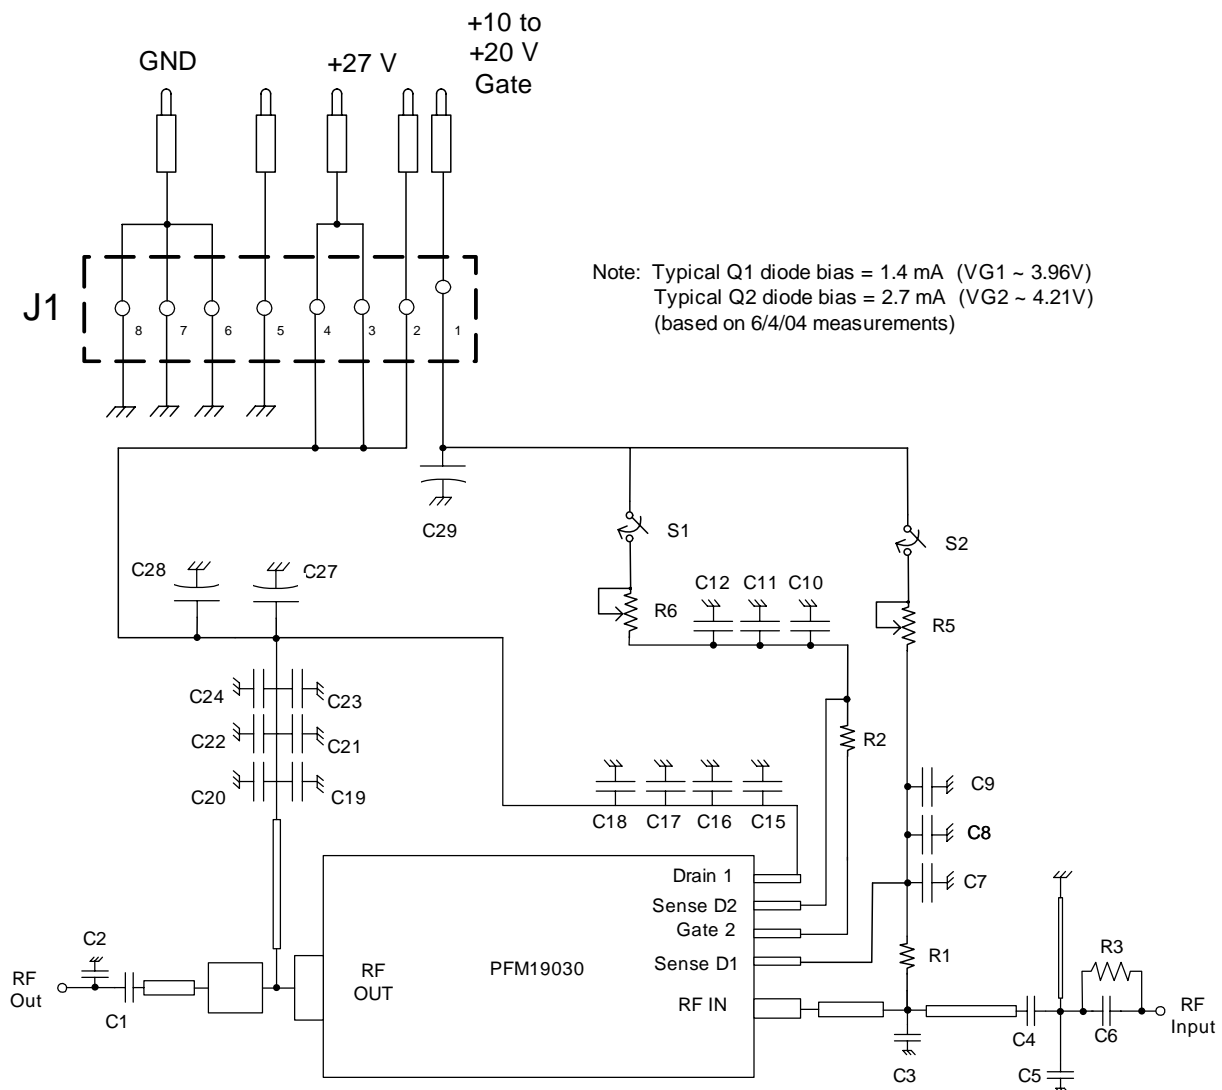 +10 to
+20 V
Gate
GND
+27 V
J1
8
7
6
5
4
3
2
1
Note: Typical Q1 diode bias = 1.4 mA (VG1 ~ 3.96V)
Typical Q2 diode bias = 2.7 mA (VG2 ~ 4.21V)
(based on 6/4/04 measurements)
C29
S1
S2
C28
C27
C12
C11
C10
R6
R5
C24
C23
C22
C21
C20
C19
R2
C18
C17
C16
C15
C9
C8
C7
Drain 1
Sense D2
Gate 2
Sense D1
RF IN
PFM19030
RF
OUT
R1
R3
C2
RF
Out
C1
C3
C4
C5
C6
RF
Input